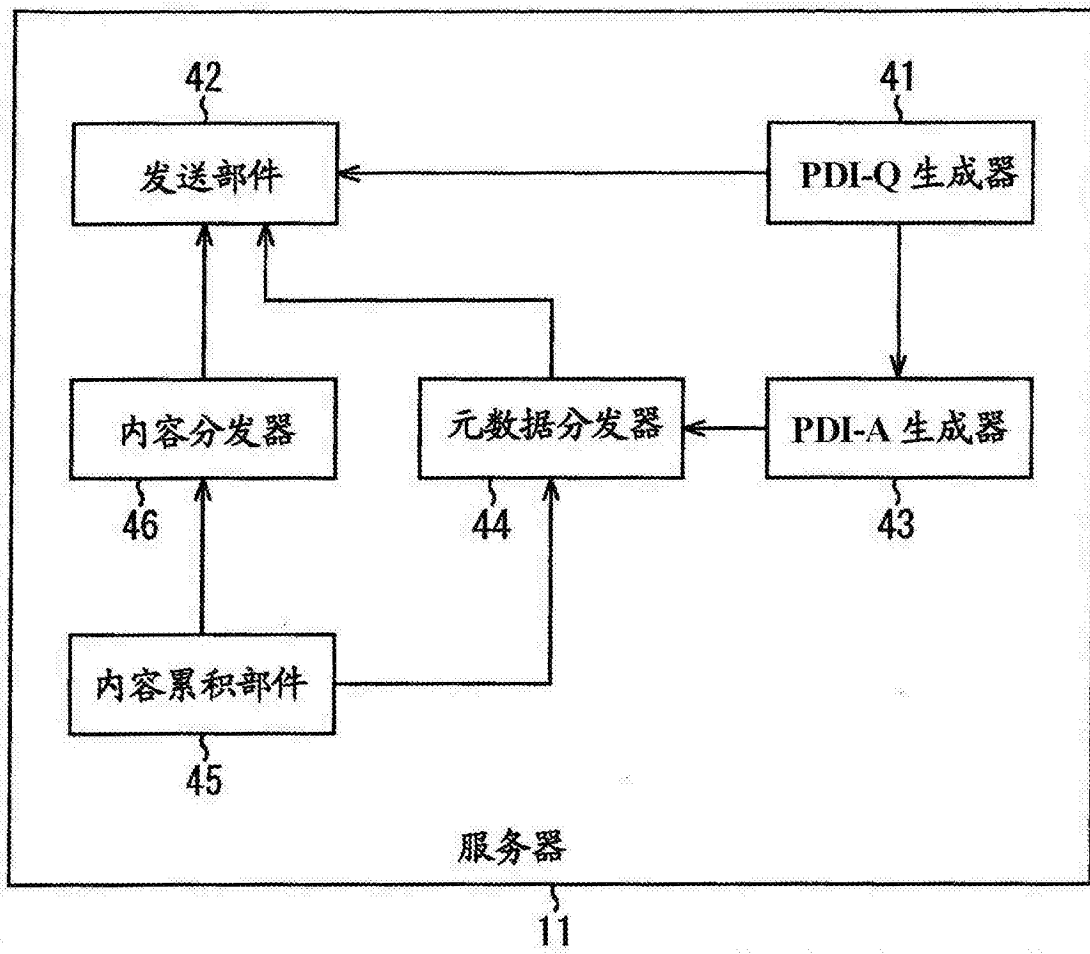 42
41
发送部件
PDI-Q 生成器
内容分发器
元数据分发器
PDI-A 生成器
46
44
43
内容累积部件
45
服务器
11